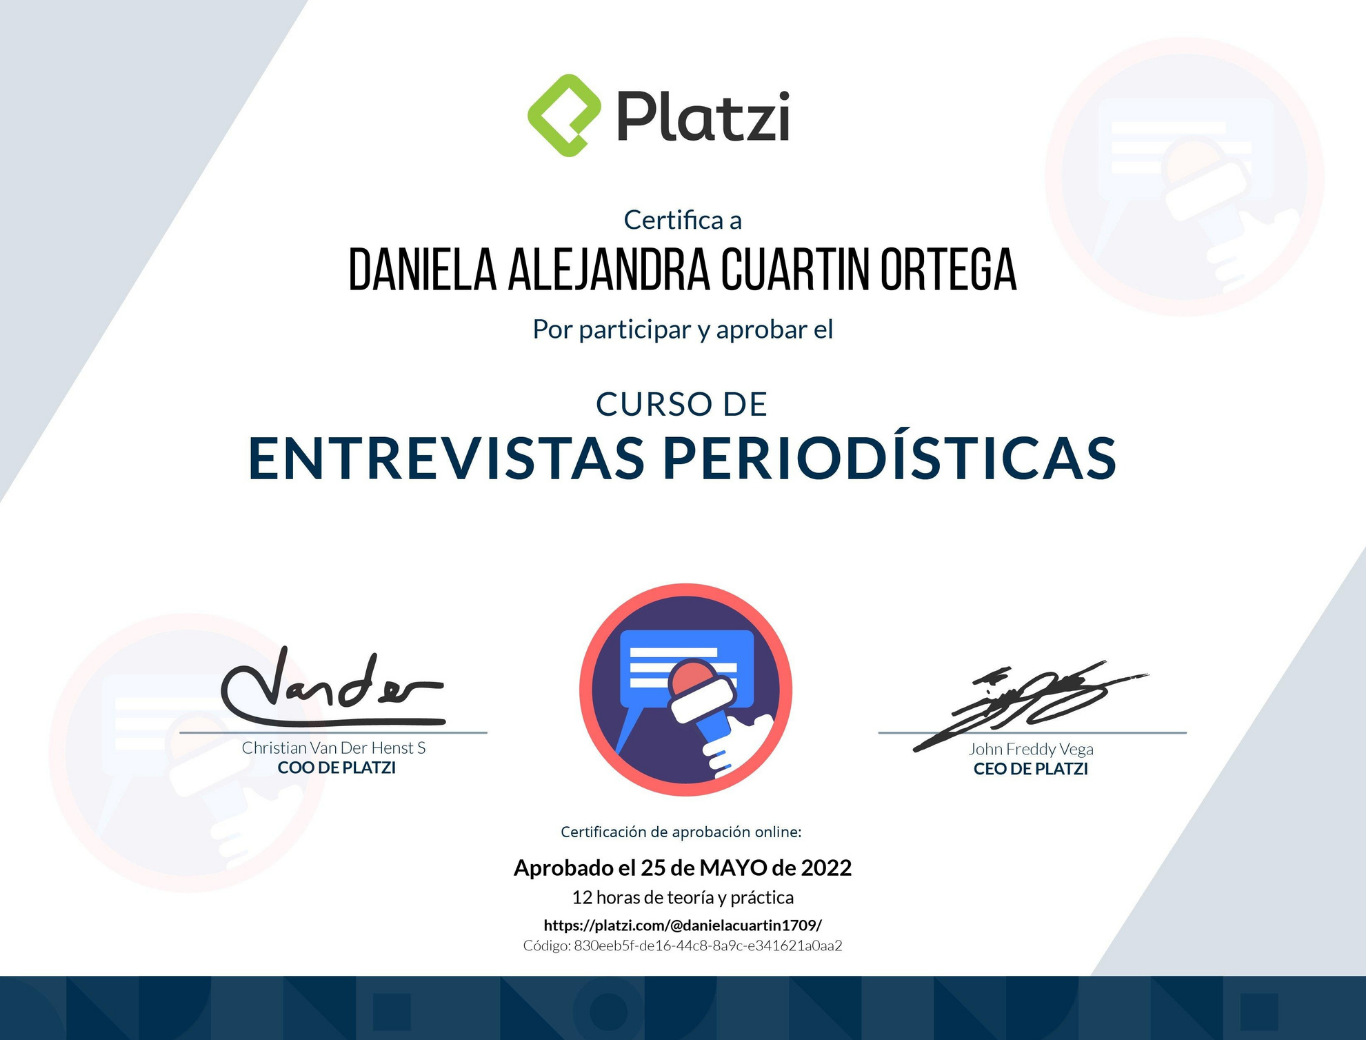 Platzi
Certifica a
DANIELA ALEJANDRA CUARTIN ORTEGA
Por participar y aprobar el
CURSO DE
ENTREVISTAS PERIODÍSTICAS
Vander
Christian Van Der Henst S
COO DE PLATZI
John Freddy Vega
CEO DE PLATZI
Certificación de aprobación online:
Aprobado el 25 de MAYO de 2022
12 horas de teoría y práctica
https://platzi.com/@danielacuartin1709/
Código: 830eeb5f-de16-44c8-8a9c-e341621a0aa2